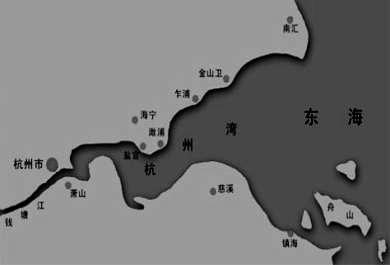 南汇
金山卫
乍浦
东 海
海宁
澉浦
盐官
杭 州 湾
杭州市
萧山
慈溪
舟 山
钱 塘 江
镇海